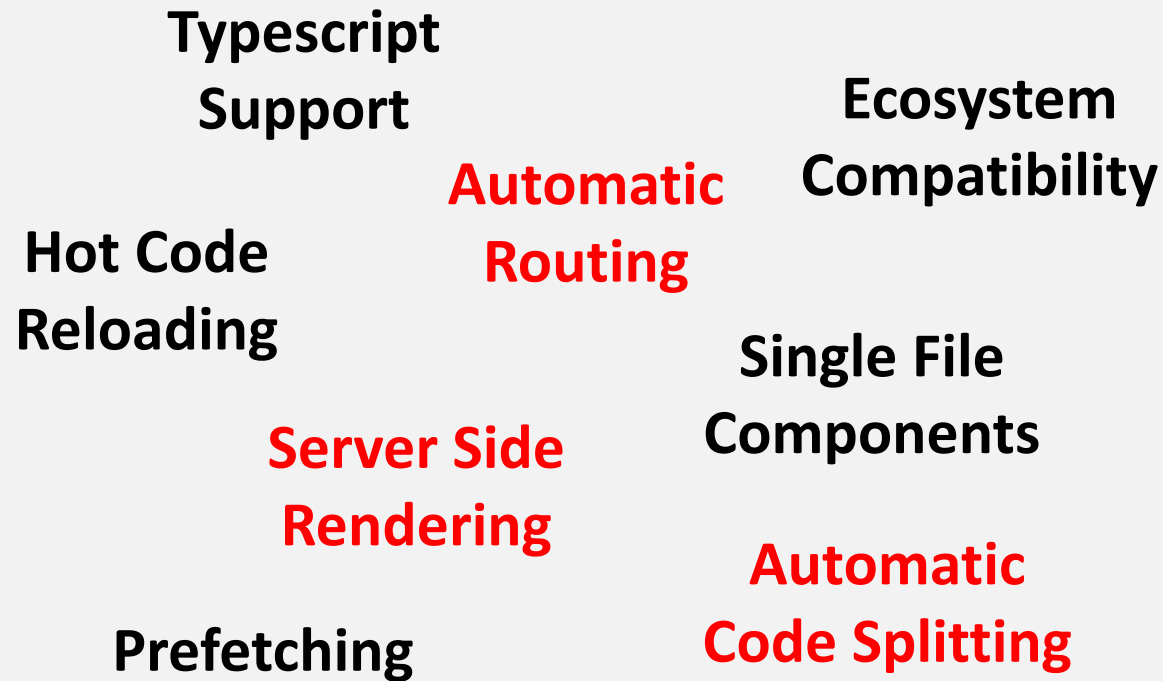 Typescript
Support
Ecosystem
Compatibility
Automatic
Routing
Hot Code
Reloading
Single File
Components
Server Side
Rendering
Automatic
Code Splitting
Prefetching